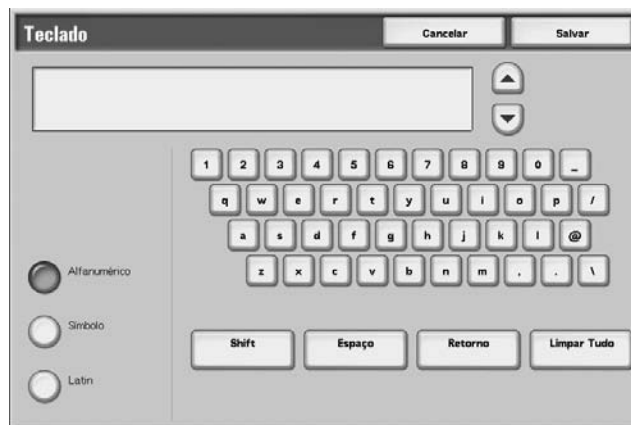 Teclado Cancelar Salvar
1 2 3 4 5 6 7 8 9 0 _
q w e r t y u i o p /
a s d f g h j k l @
z x c v b n m , . \
Alfanumérico
Símbolo
Latin
Shift Espaço Retorno Limpar Tudo